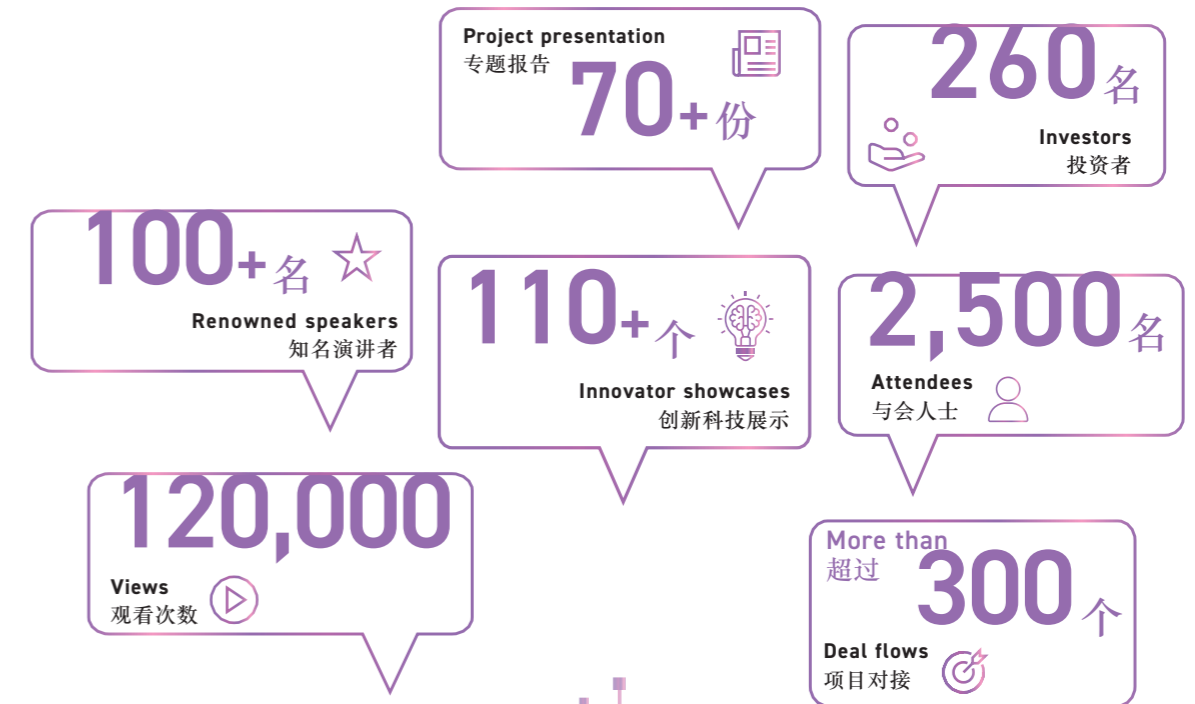 Project presentation
专题报告
70+份
260名
Investors
投资者
100+名
Renowned speakers
知名演讲者
110+个
Innovator showcases
创新科技展示
2,500名
Attendees
与会人士
120,000
Views
观看次数
More than
超过
300个
Deal flows
项目对接